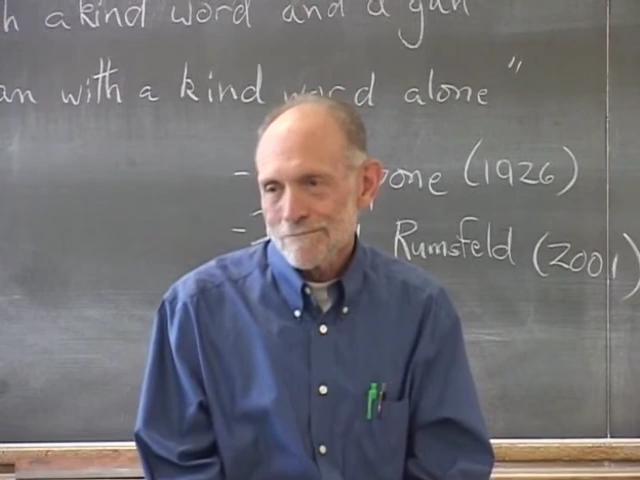 h a kind word and a gun
an with a kind word alone"
- one (1926)
- Rumsfeld (2001)